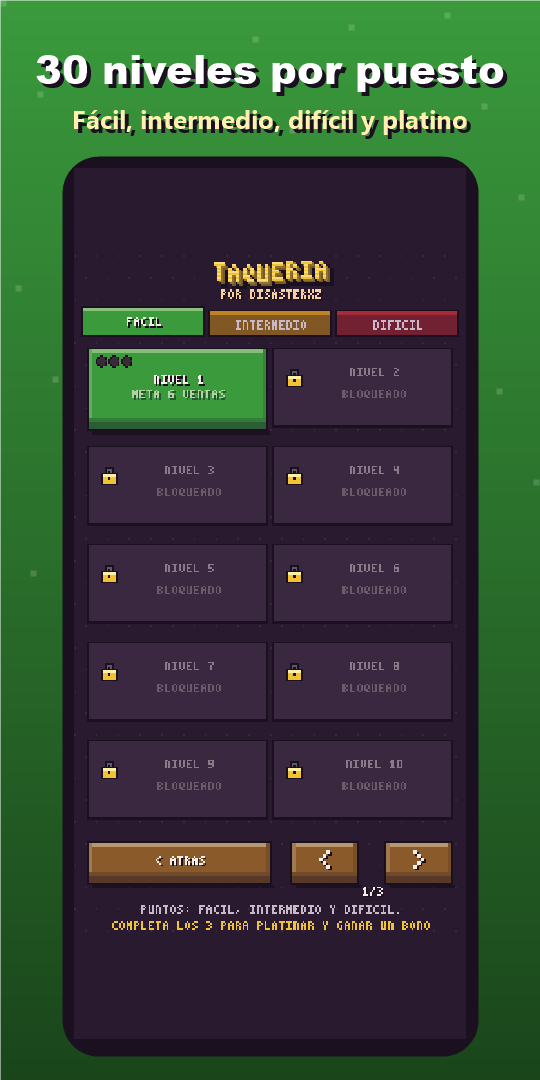 30 niveles por puesto
Fácil, intermedio, difícil y platino
TAQUERIA
POR DISASTERXZ
FACIL
INTERMEDIO
DIFICIL
NIVEL 1
META 6 VENTAS
NIVEL 2
BLOQUEADO
NIVEL 3
BLOQUEADO
NIVEL 4
BLOQUEADO
NIVEL 5
BLOQUEADO
NIVEL 6
BLOQUEADO
NIVEL 7
BLOQUEADO
NIVEL 8
BLOQUEADO
NIVEL 9
BLOQUEADO
NIVEL 10
BLOQUEADO
< ATRAS
<
>
1/3
PUNTOS: FACIL, INTERMEDIO Y DIFICIL.
COMPLETA LOS 3 PARA PLATINAR Y GANAR UN BONO